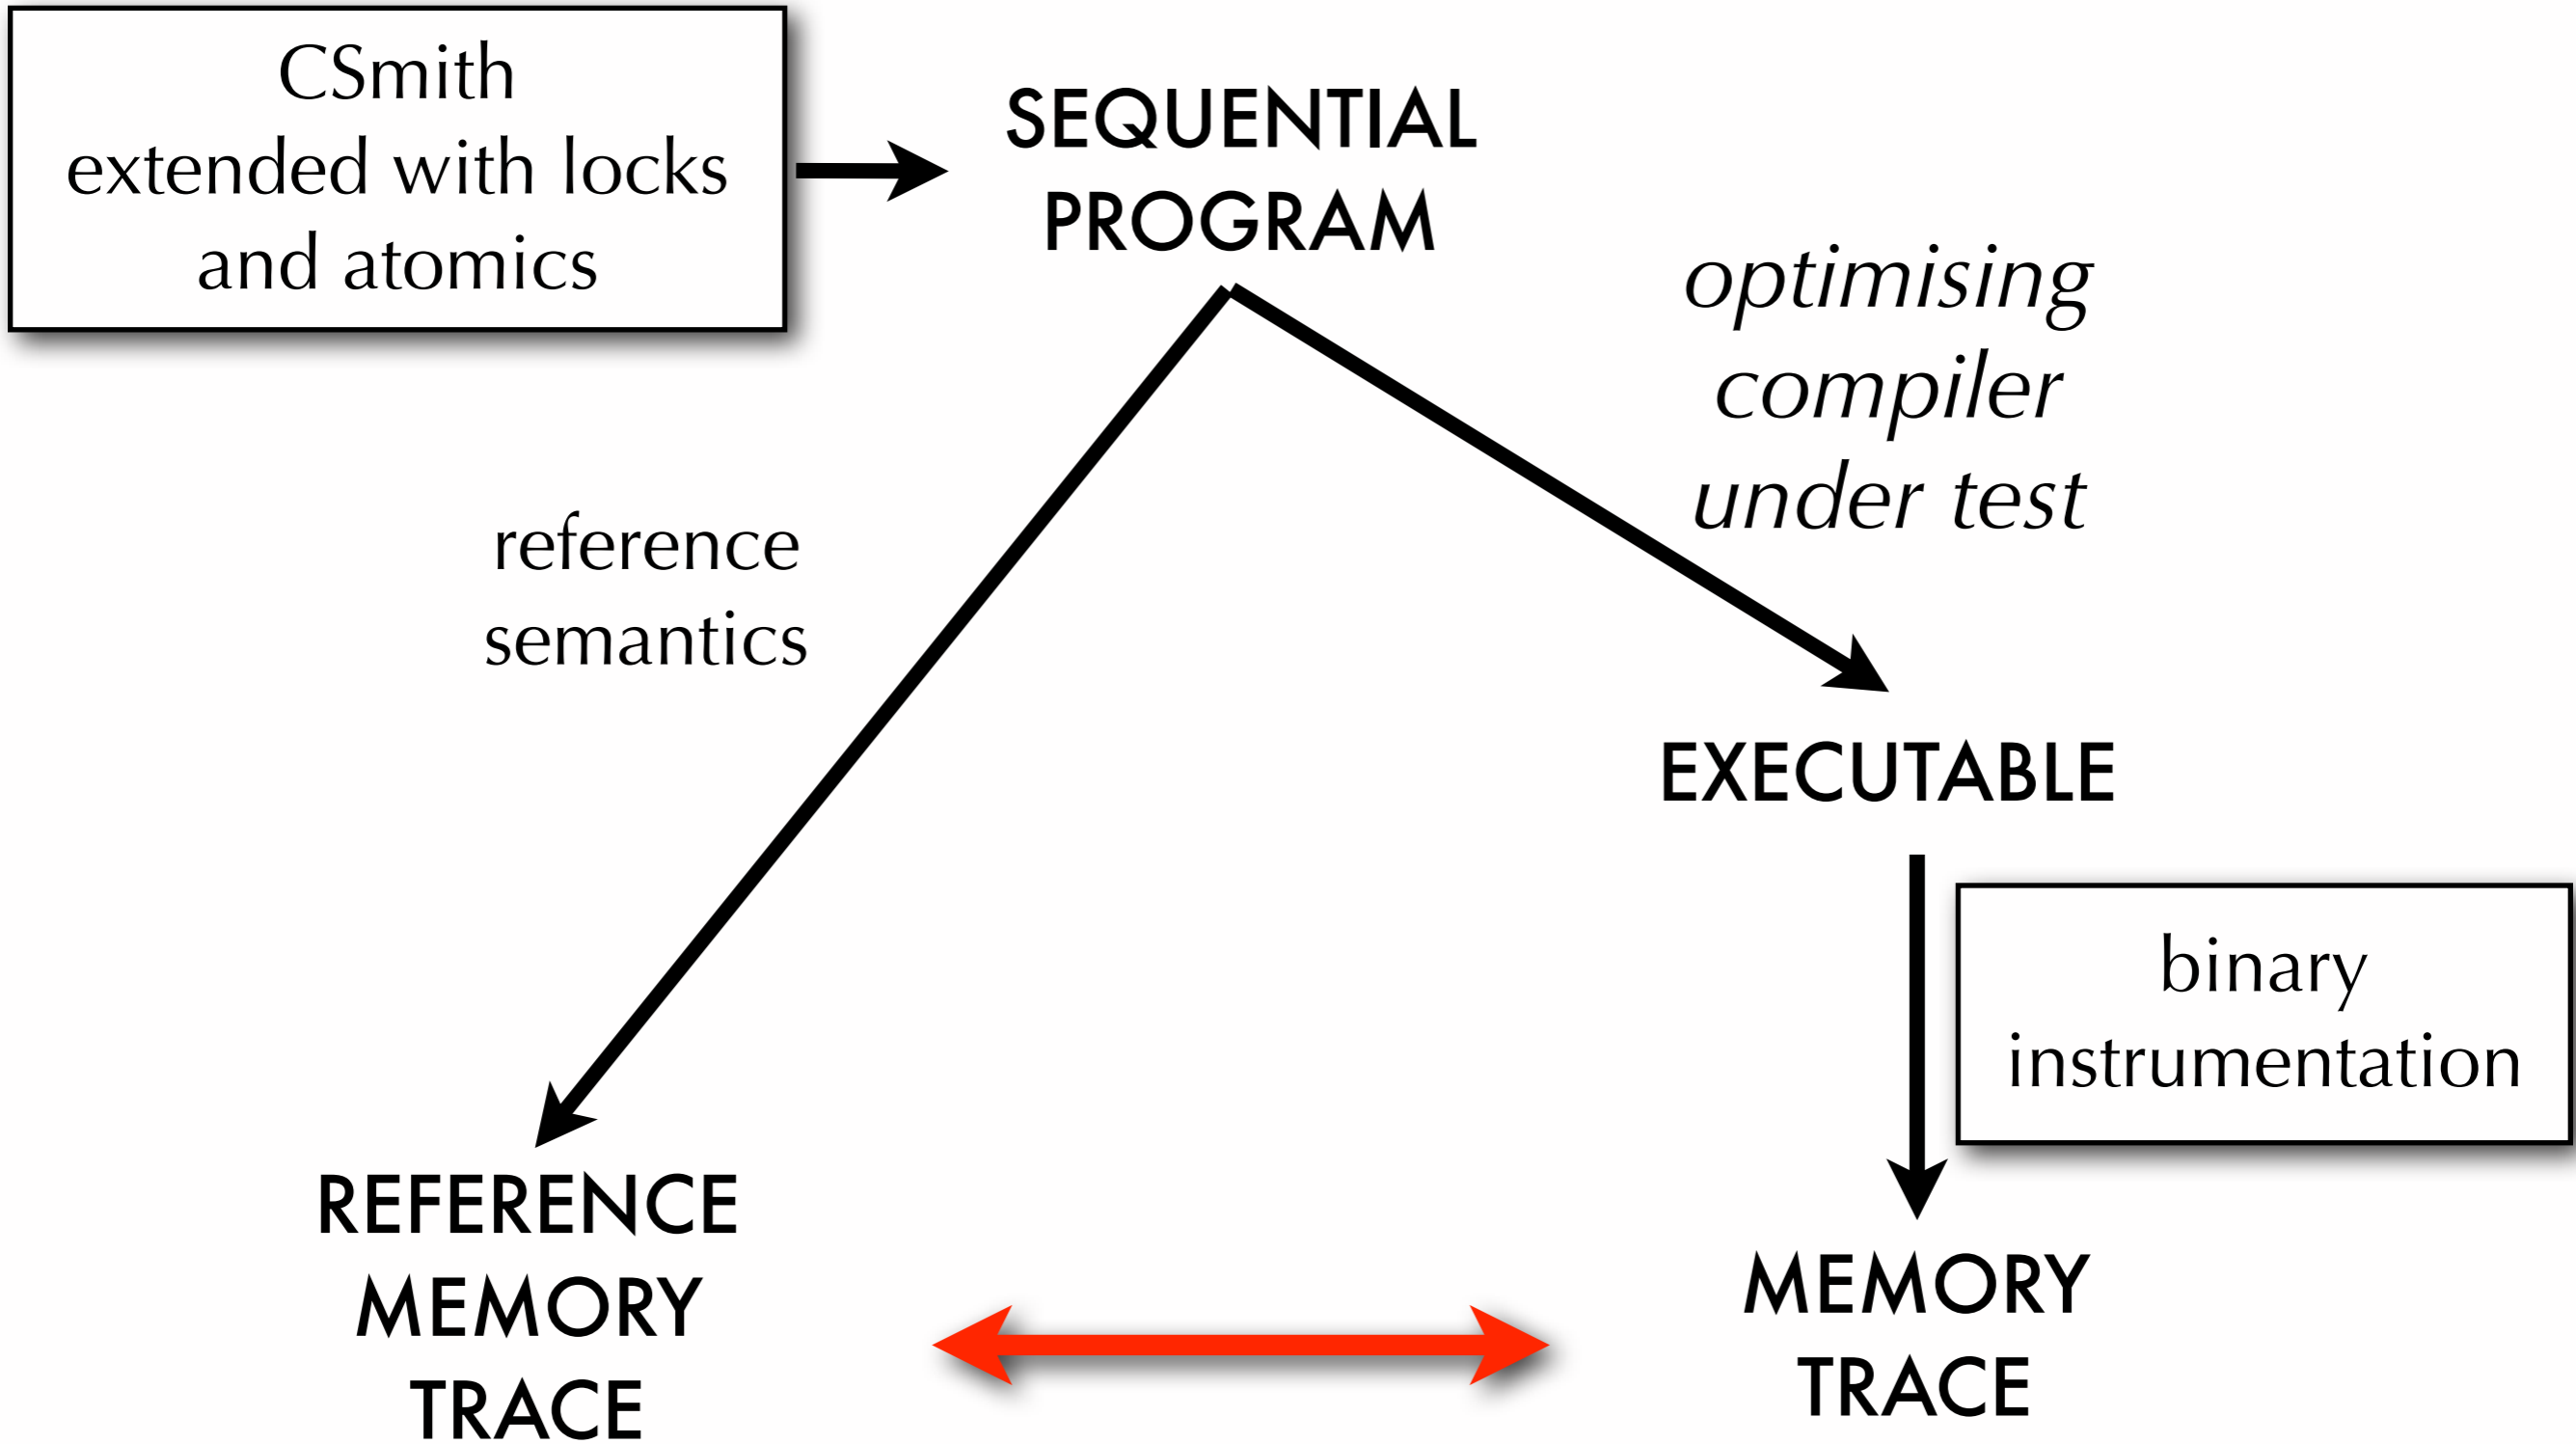 CSmith
extended with locks
and atomics
SEQUENTIAL
PROGRAM
optimising
compiler
under test
reference
semantics
EXECUTABLE
binary
instrumentation
REFERENCE
MEMORY
TRACE
MEMORY
TRACE